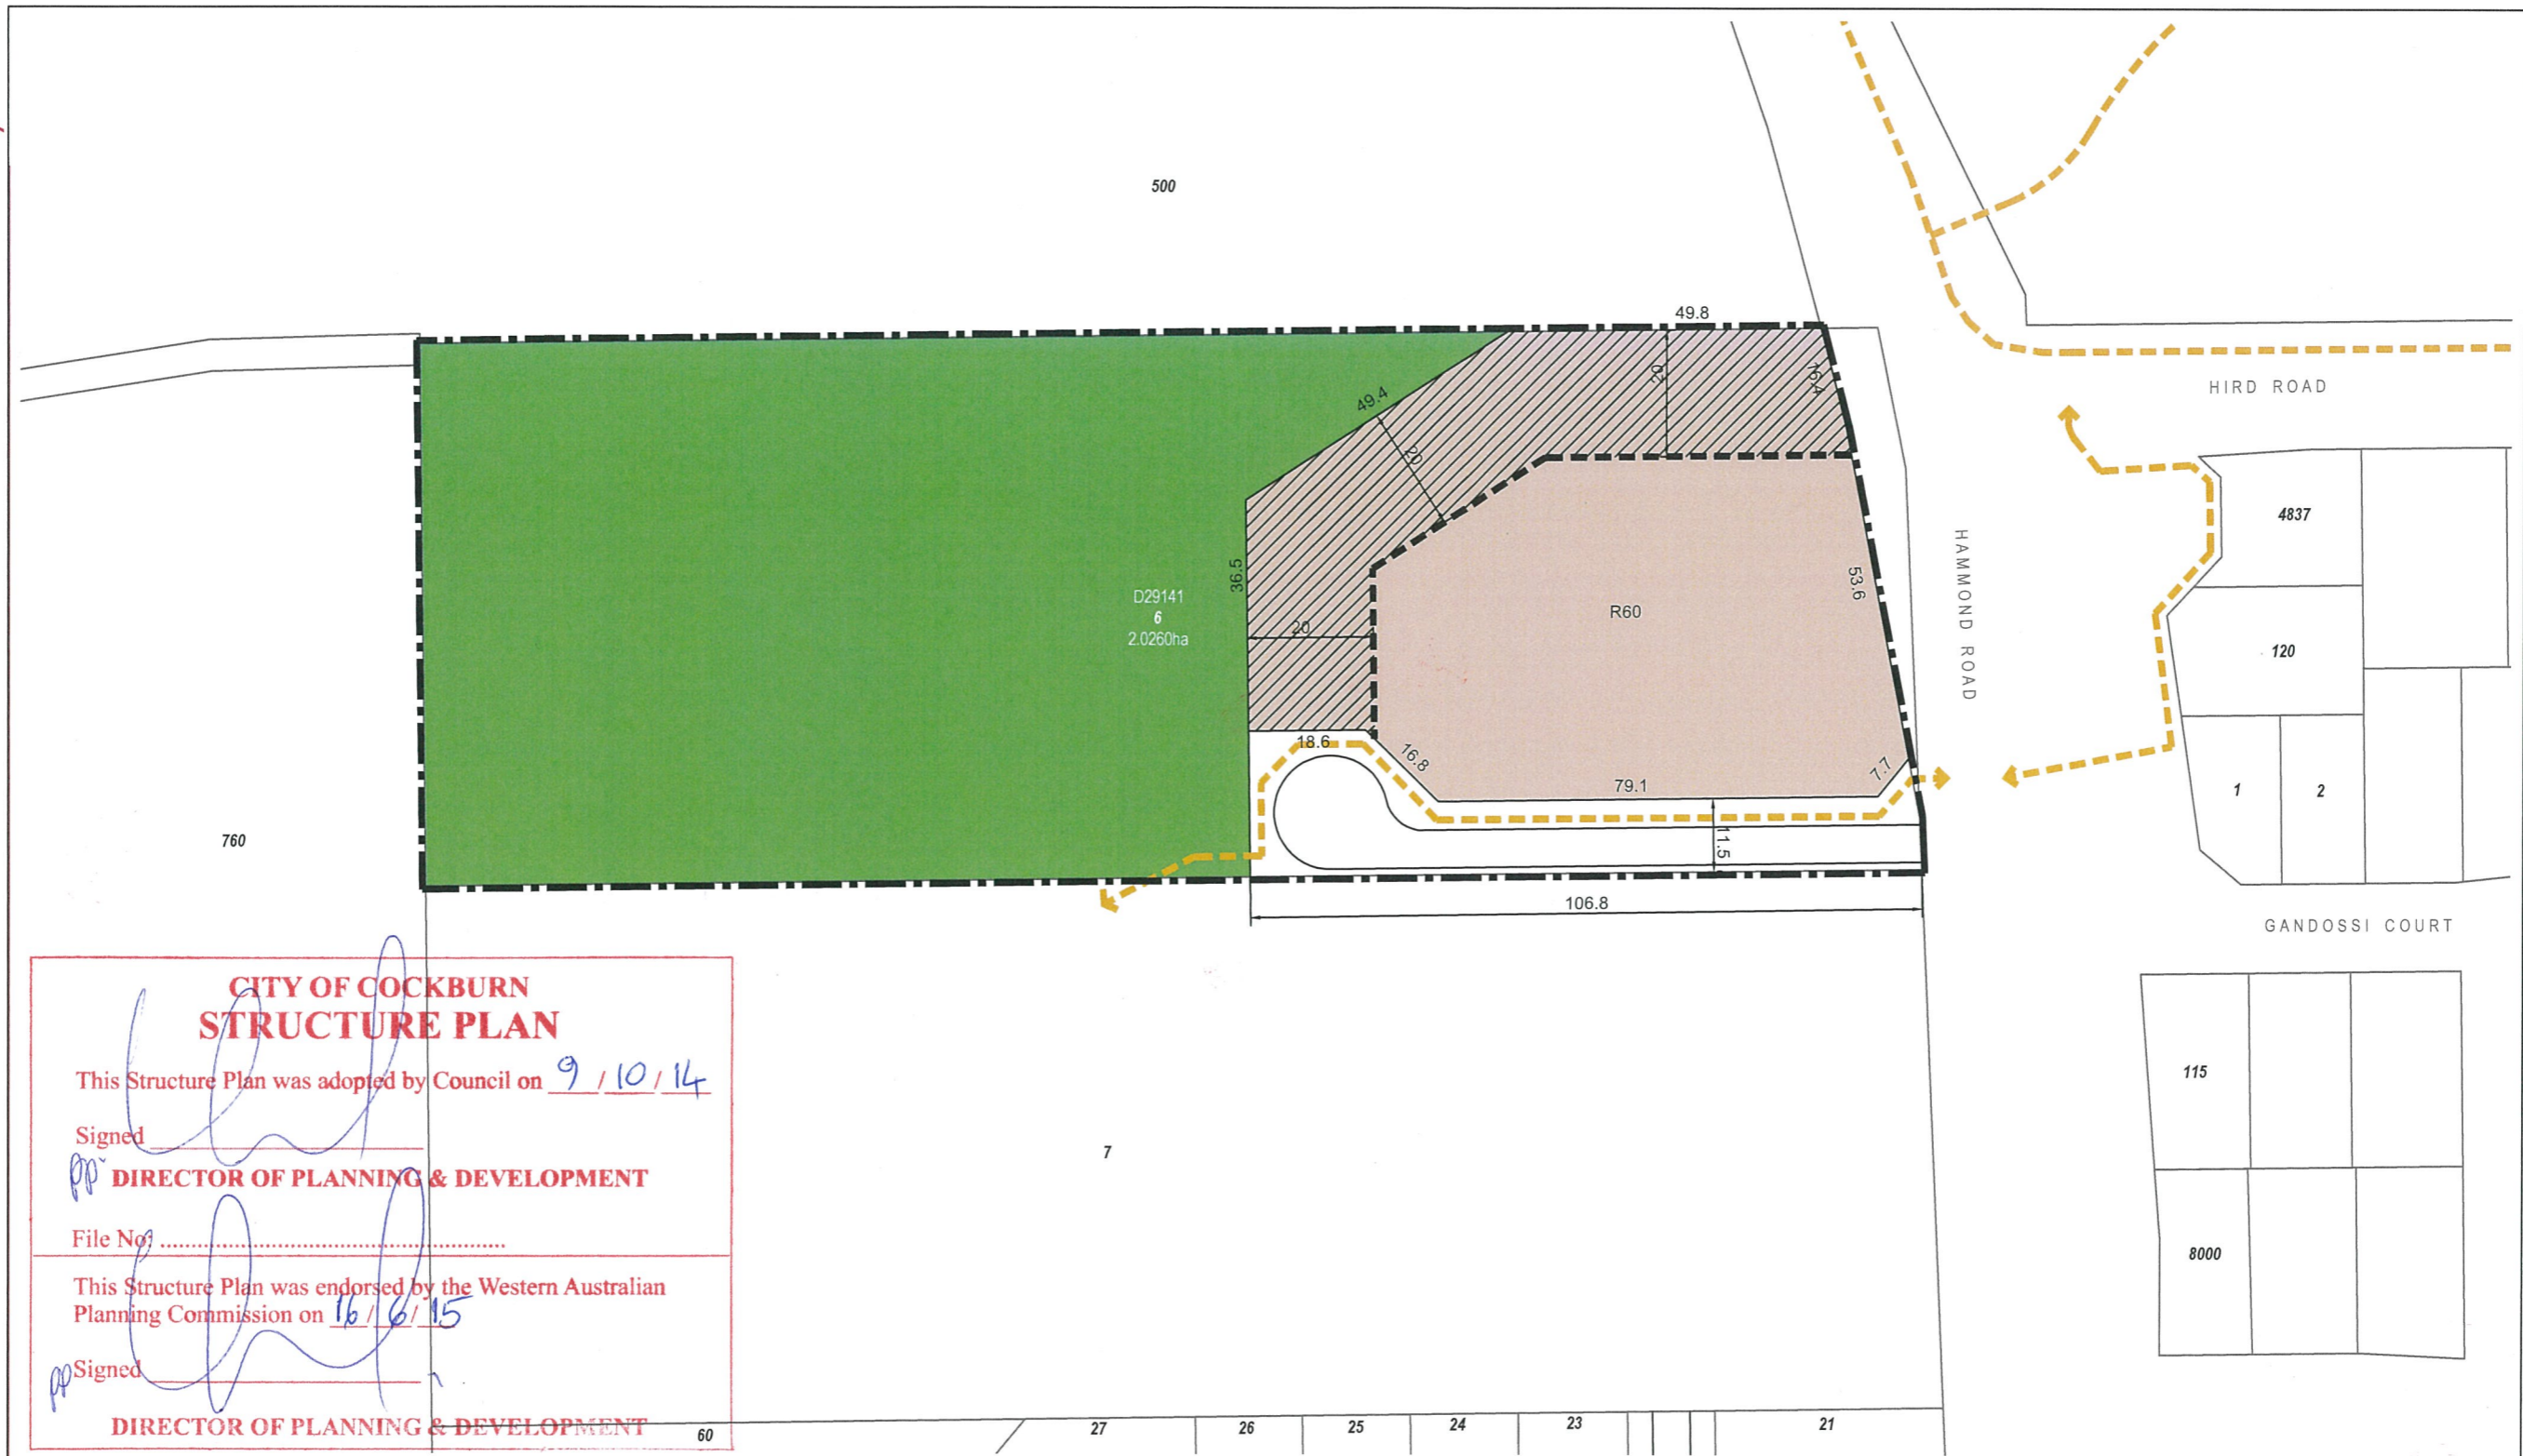 500
49.8
HIRD ROAD
16.4
20
49.4
20
4837
HAMMOND ROAD
D29141
6
2.0260ha
36.5
53.6
R60
20
120
18.6
16.8
7.7
79.1
1
2
11.5
760
106.8
GANDOSSI COURT
CITY OF COCKBURN
STRUCTURE PLAN
This Structure Plan was adopted by Council on 9/10/14
Signed
pp DIRECTOR OF PLANNING & DEVELOPMENT
File No:
This Structure Plan was endorsed by the Western Australian
Planning Commission on 16/6/15
pp Signed
DIRECTOR OF PLANNING & DEVELOPMENT
7
115
8000
60
27
26
25
24
23
21